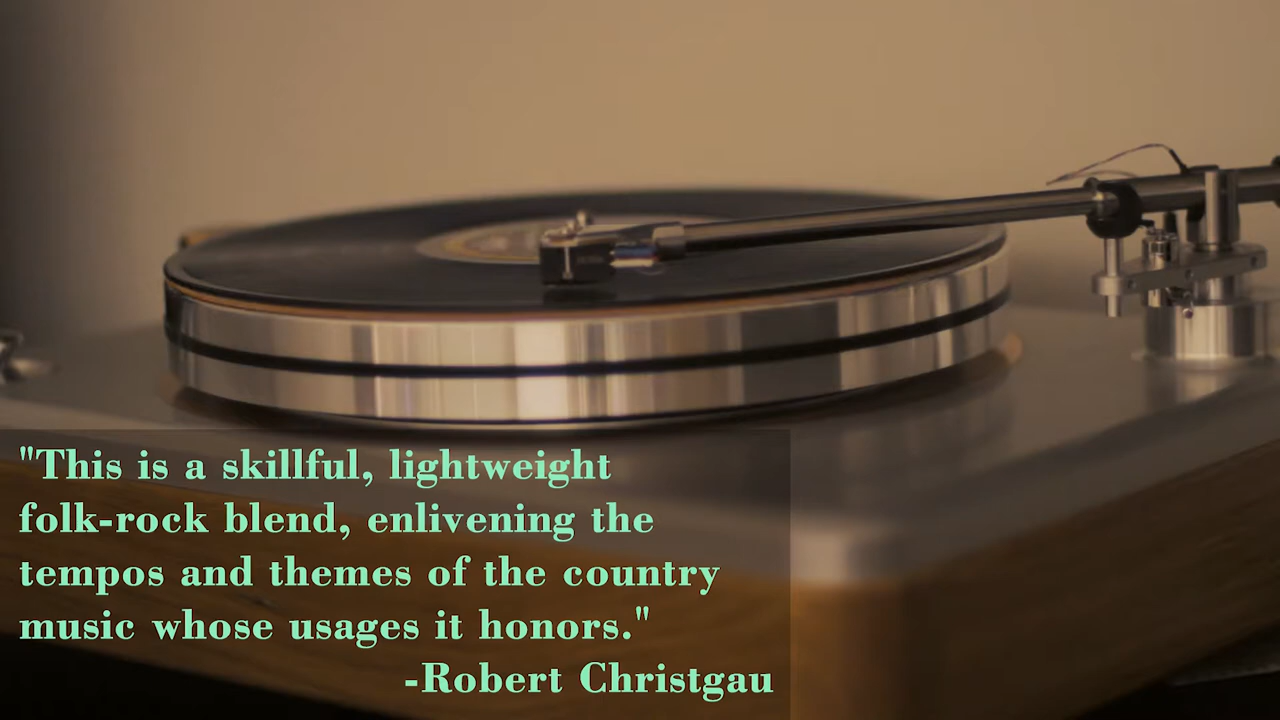 "This is a skillful, lightweight
folk-rock blend, enlivening the
tempos and themes of the country
music whose usages it honors."
-Robert Christgau